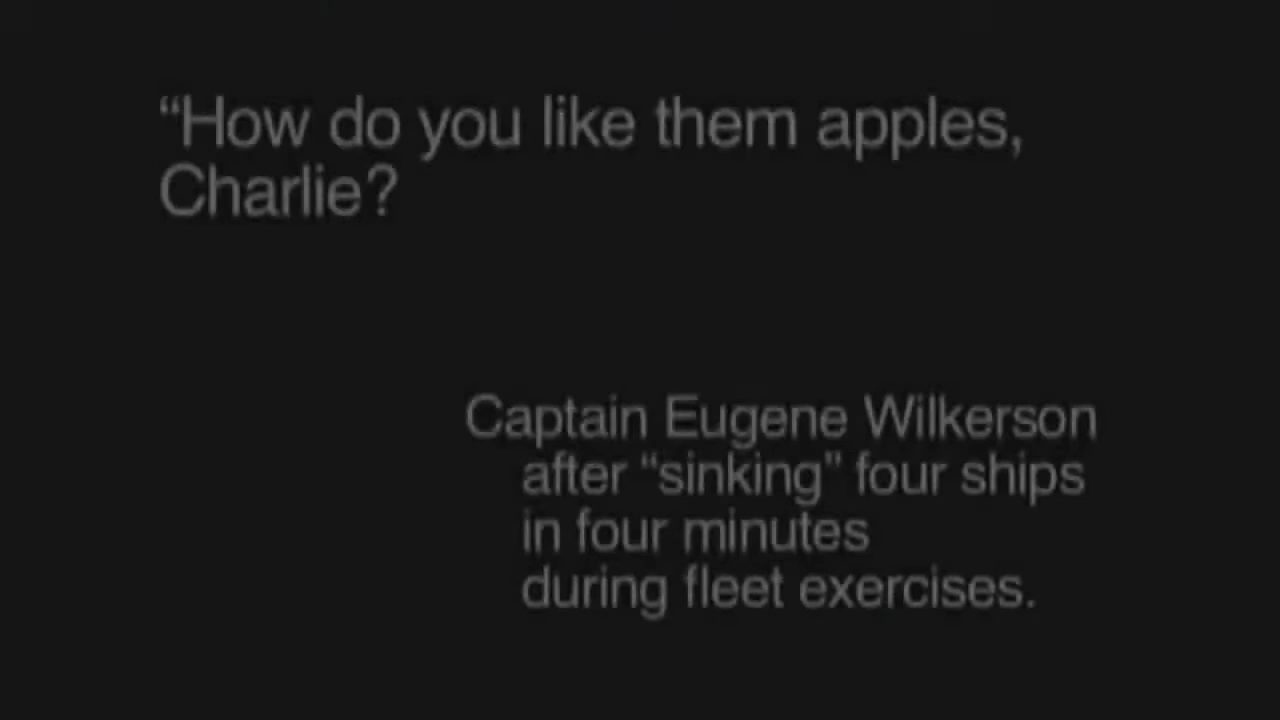 “How do you like them apples,
Charlie?
Captain Eugene Wilkerson
after “sinking” four ships
in four minutes
during fleet exercises.